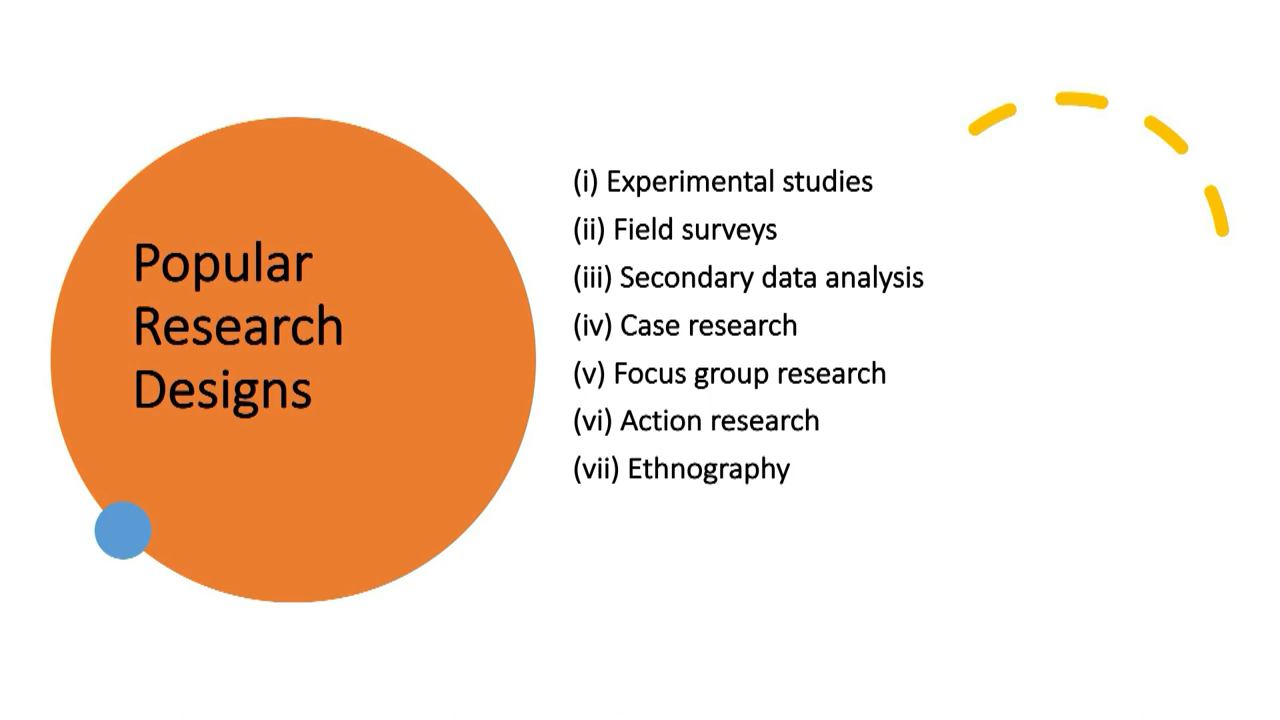 Popular
Research
Designs
(i) Experimental studies
(ii) Field surveys
(iii) Secondary data analysis
(iv) Case research
(v) Focus group research
(vi) Action research
(vii) Ethnography